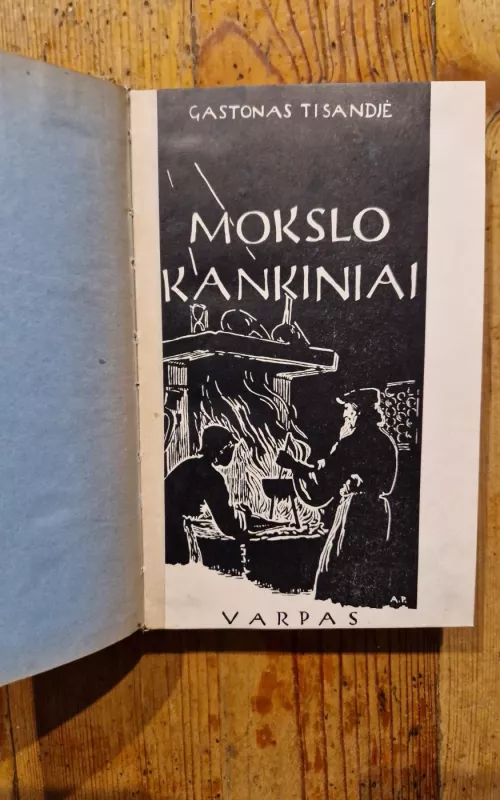 GASTONAS TISANDJĖ
MOKSLO
KANKINIAI
A.P.
VARPAS